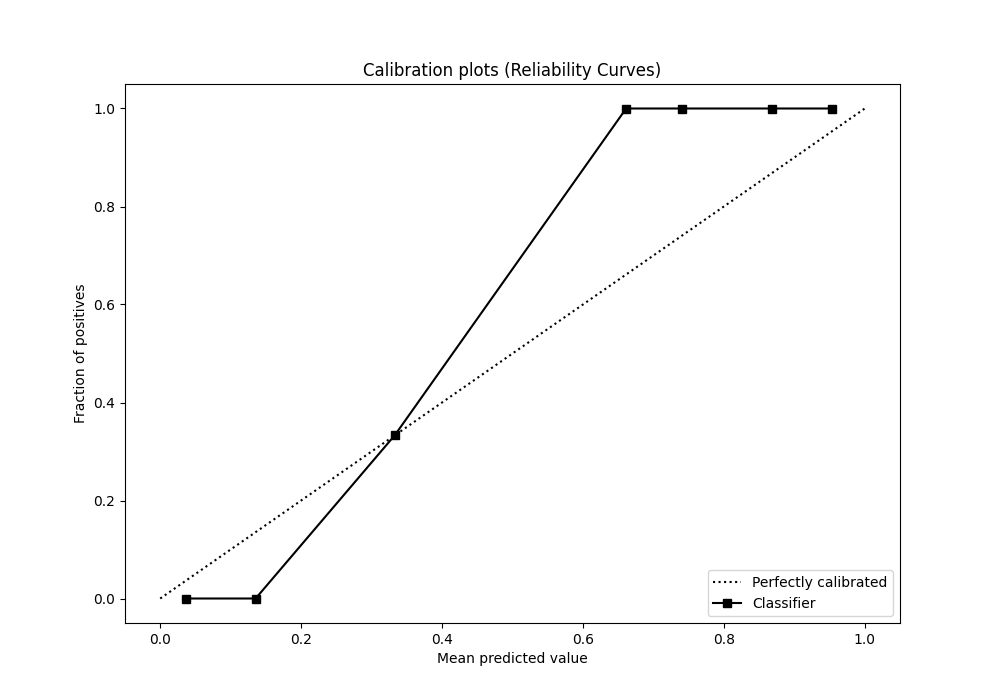 Calibration plots (Reliability Curves)
1.0
0.8
0.6
0.4
0.2
0.0
Fraction of positives
Perfectly calibrated
Classifier
0.0 0.2 0.4 0.6 0.8 1.0
Mean predicted value